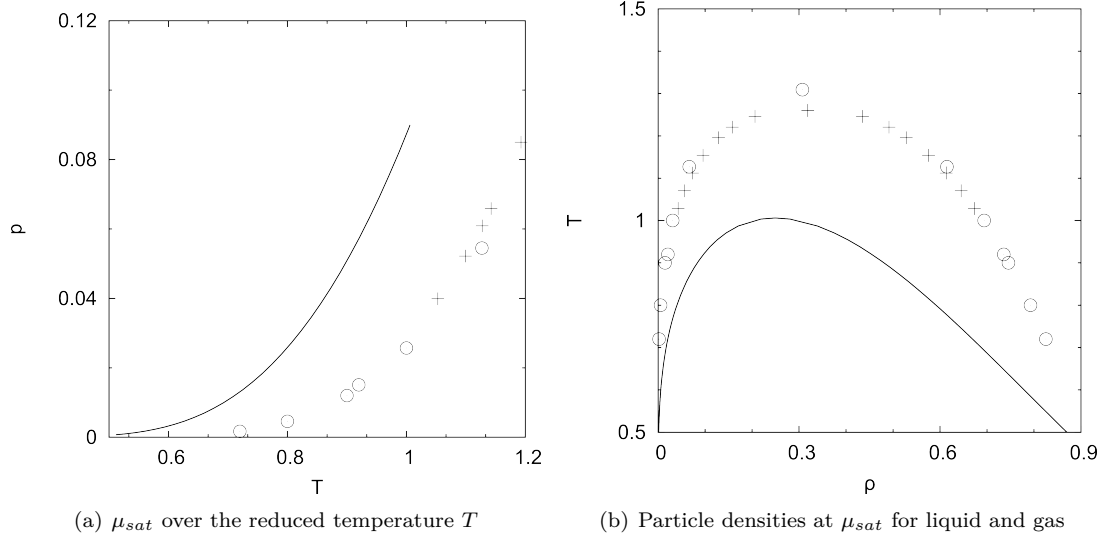 0.12
0.08
0.04
0
p
0.6
0.8
1
1.2
T
(a) μsat over the reduced temperature T
1.5
1
0.5
T
0
0.3
0.6
0.9
ρ
(b) Particle densities at μsat for liquid and gas